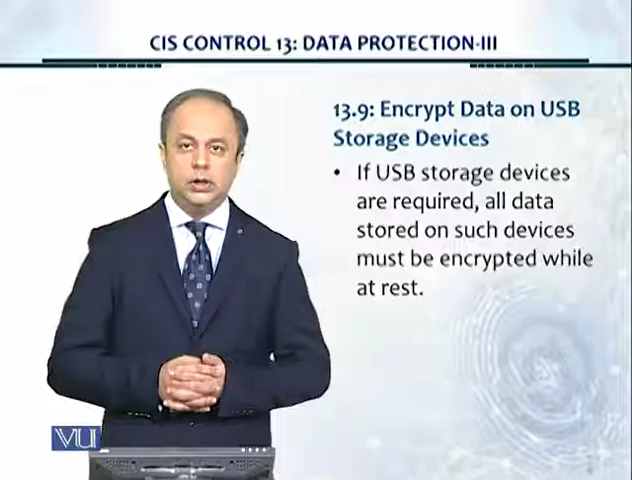 CIS CONTROL 13: DATA PROTECTION-III
13.9: Encrypt Data on USB
Storage Devices
• If USB storage devices
are required, all data
stored on such devices
must be encrypted while
at rest.
VU